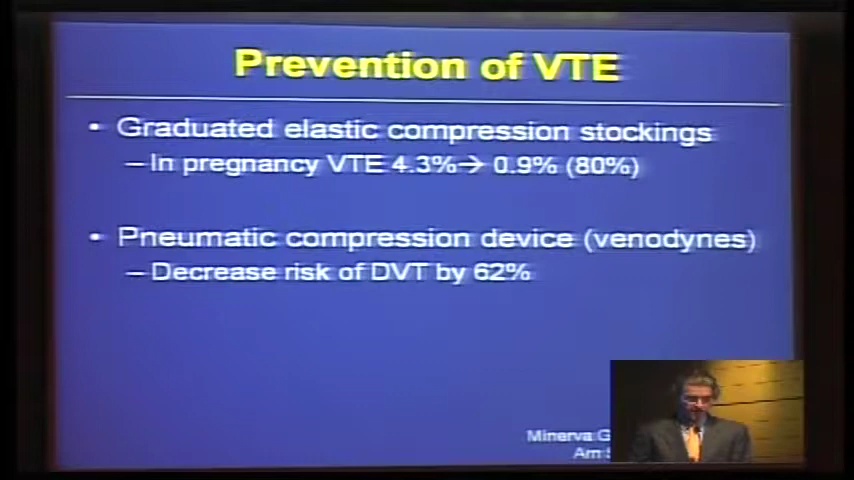 Prevention of VTE
• Graduated elastic compression stockings
–In pregnancy VTE 4.3%→ 0.9% (80%)
• Pneumatic compression device (venodynes)
–Decrease risk of DVT by 62%
Minerva